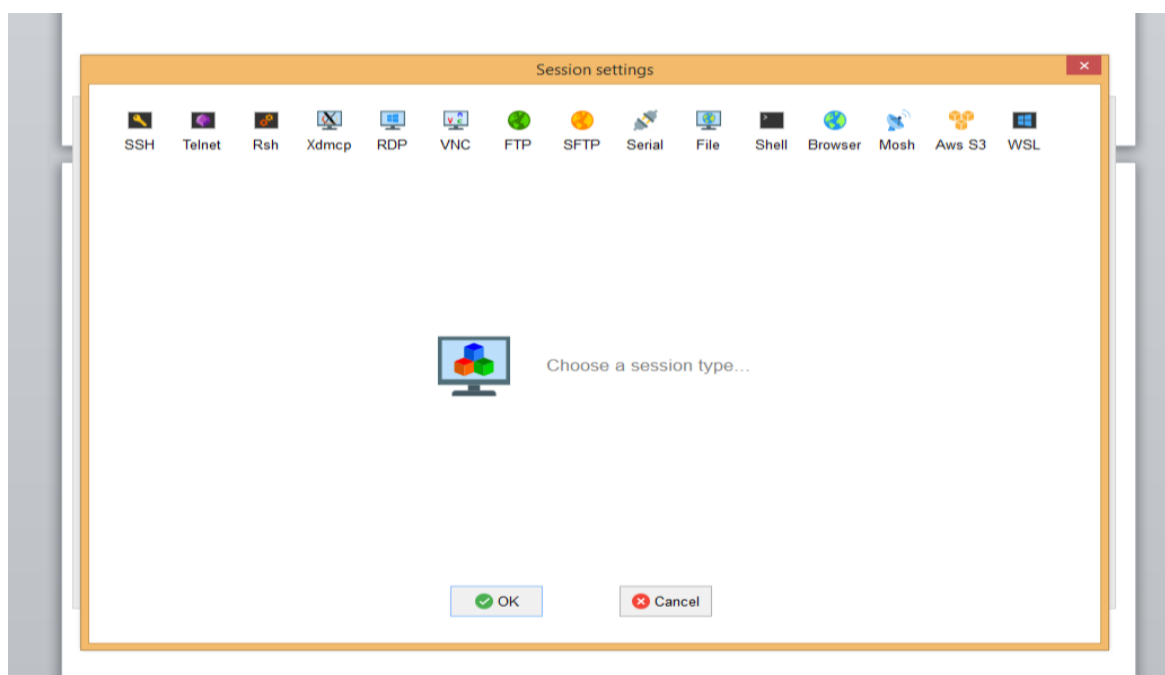 Session settings
SSH Telnet Rsh Xdmcp RDP VNC FTP SFTP Serial File Shell Browser Mosh Aws S3 WSL
Choose a session type...
OK Cancel